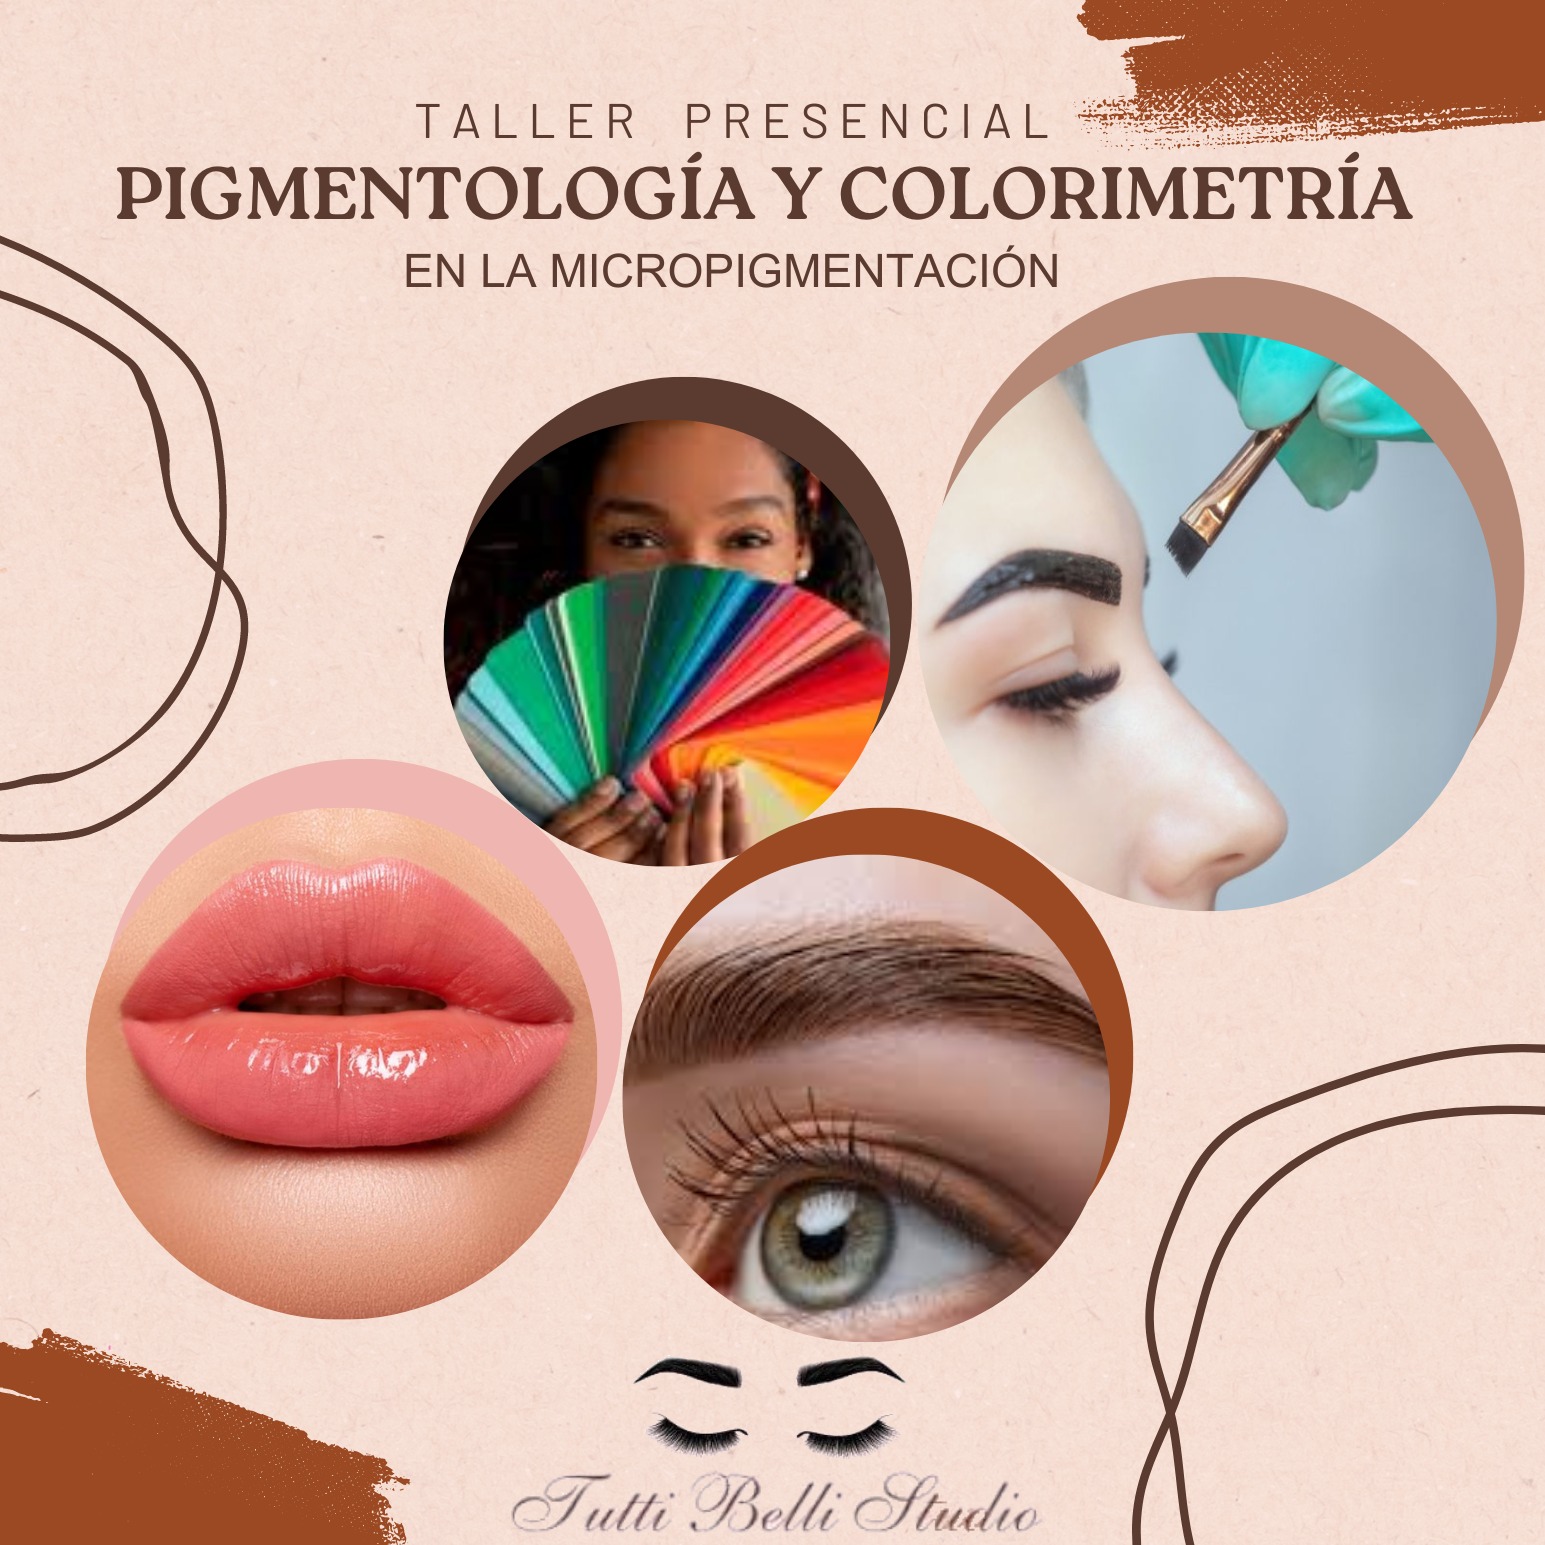 TALLER PRESENCIAL
PIGMENTOLOGÍA Y COLORIMETRÍA
EN LA MICROPIGMENTACIÓN
Tutti Belli Studio